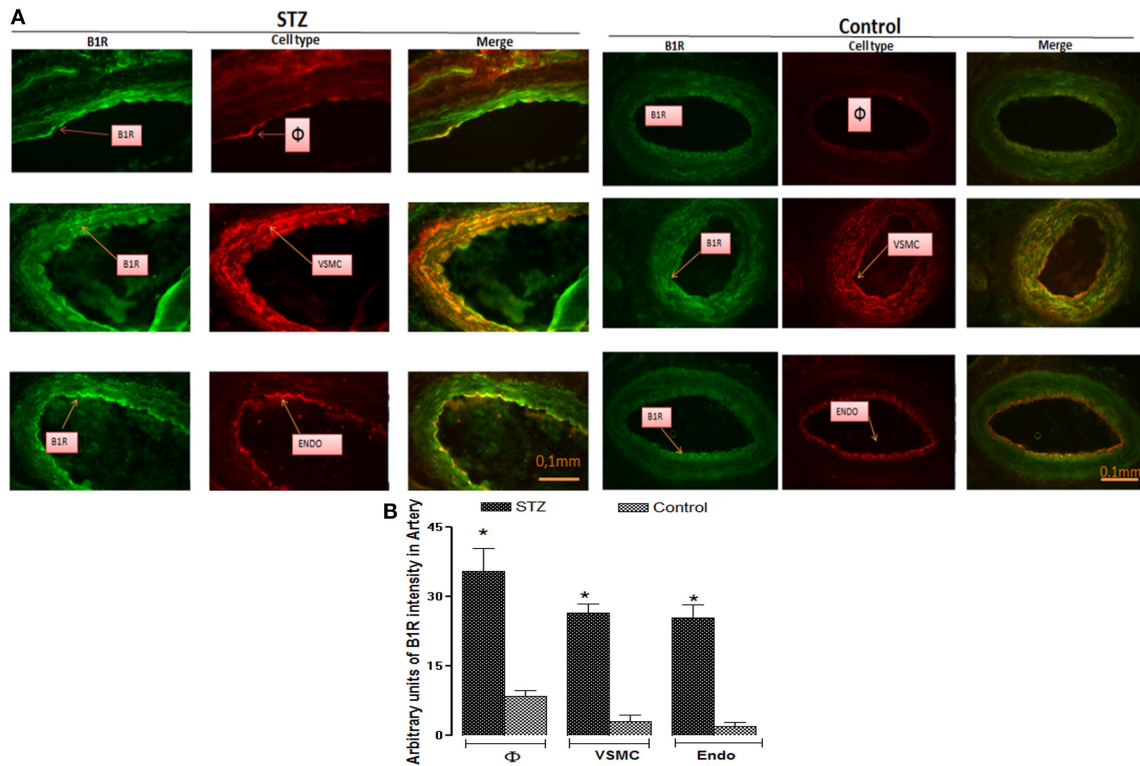 A
STZ
B1R
Cell type
Merge
Control
B1R
Cell type
Merge
B1R
Φ
B1R
Φ
B1R
VSMC
B1R
VSMC
B1R
ENDO
0,1mm
B1R
ENDO
0.1mm
B
STZ
Control
Arbitrary units of B1R intensity in Artery
45
30
15
0
*
*
*
Φ
VSMC
Endo